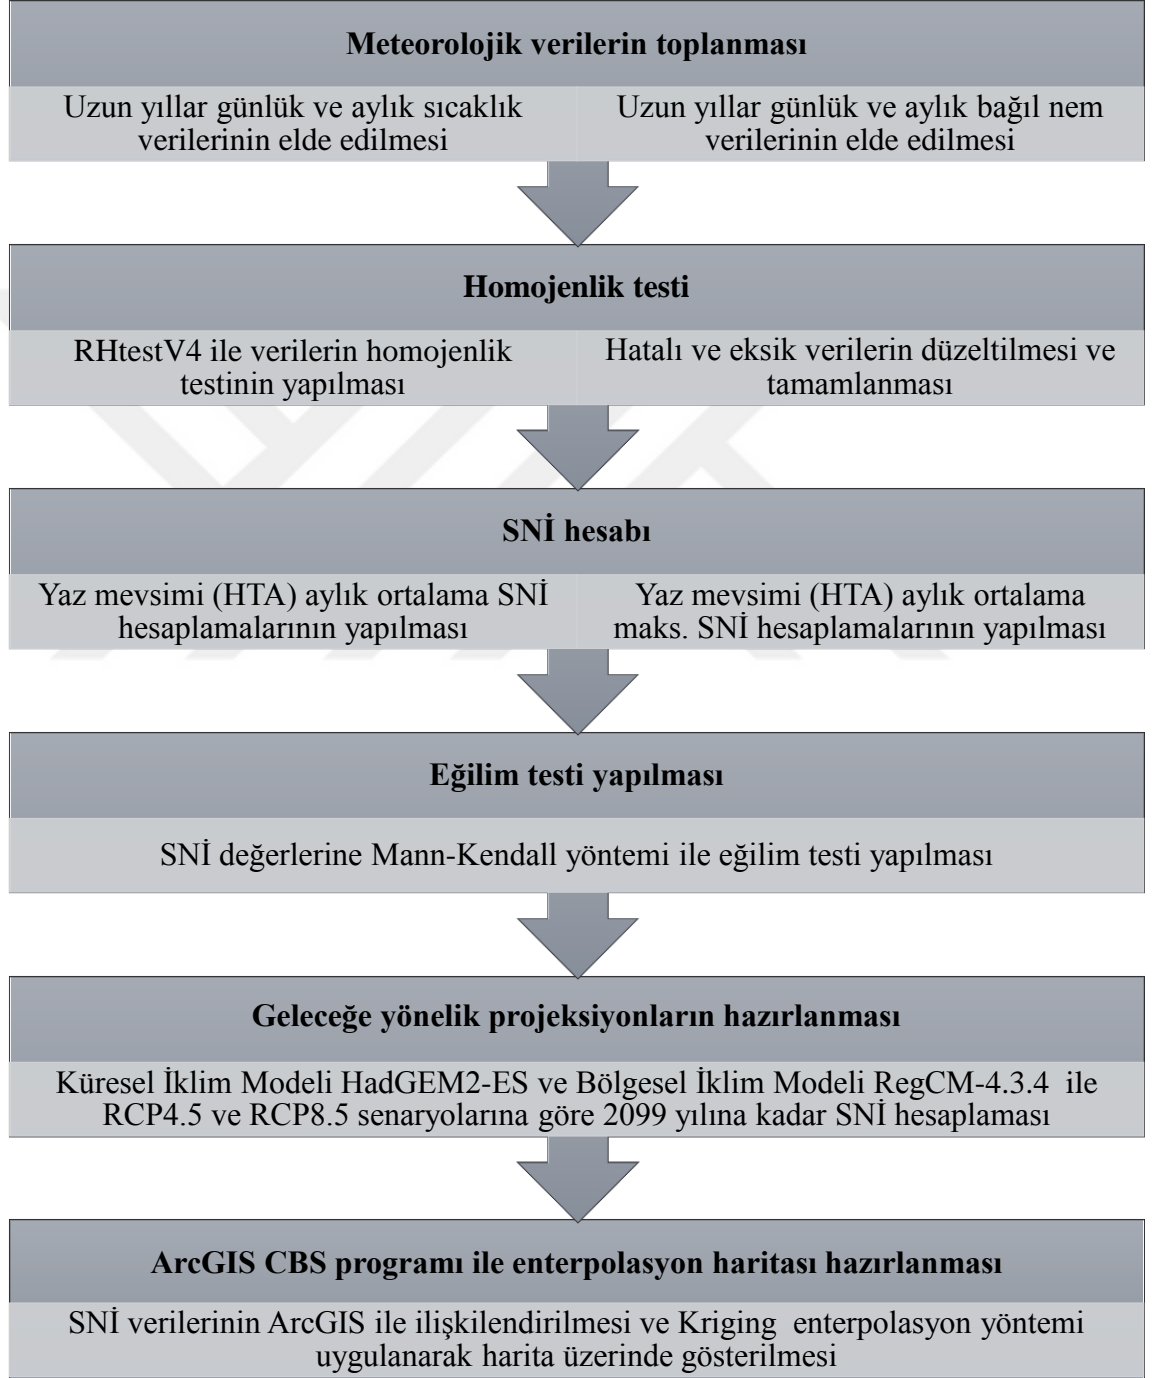 Meteorolojik verilerin toplanması
Uzun yıllar günlük ve aylık sıcaklık
verilerinin elde edilmesi
Uzun yıllar günlük ve aylık bağıl nem
verilerinin elde edilmesi
Homojenlik testi
RHtestV4 ile verilerin homojenlik
testinin yapılması
Hatalı ve eksik verilerin düzeltilmesi ve
tamamlanması
SNİ hesabı
Yaz mevsimi (HTA) aylık ortalama SNİ
hesaplamalarının yapılması
Yaz mevsimi (HTA) aylık ortalama
maks. SNİ hesaplamalarının yapılması
Eğilim testi yapılması
SNİ değerlerine Mann-Kendall yöntemi ile eğilim testi yapılması
Geleceğe yönelik projeksiyonların hazırlanması
Küresel İklim Modeli HadGEM2-ES ve Bölgesel İklim Modeli RegCM-4.3.4 ile
RCP4.5 ve RCP8.5 senaryolarına göre 2099 yılına kadar SNİ hesaplaması
ArcGIS CBS programı ile enterpolasyon haritası hazırlanması
SNİ verilerinin ArcGIS ile ilişkilendirilmesi ve Kriging enterpolasyon yöntemi
uygulanarak harita üzerinde gösterilmesi